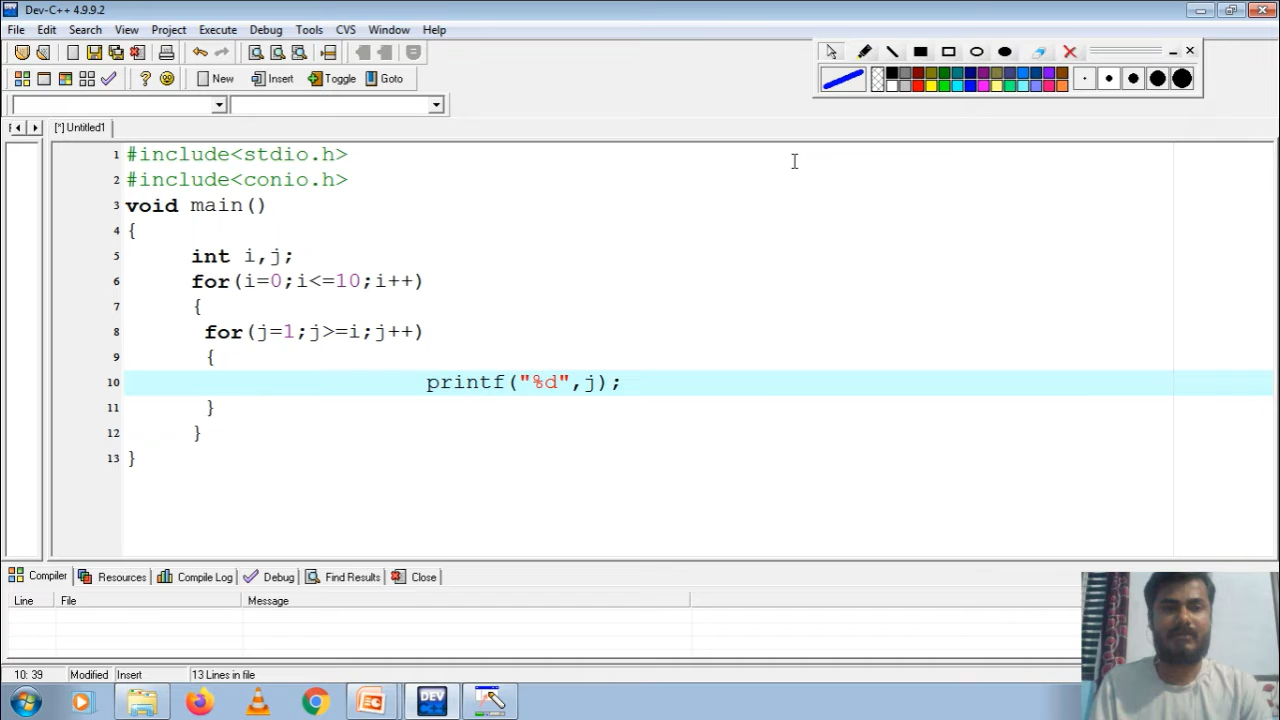 Dev-C++ 4.9.9.2
File Edit Search View Project Execute Debug Tools CVS Window Help
New Insert Toggle Goto
[*] Untitled1
1 #include<stdio.h>
2 #include<conio.h>
3 void main()
4 {
5 int i,j;
6 for(i=0;i<=10;i++)
7 {
8 for(j=1;j>=i;j++)
9 {
10 printf("%d",j);
11 }
12 }
13 }
Compiler Resources Compile Log Debug Find Results Close
Line File Message
10: 39 Modified Insert 13 Lines in file
DEV C++